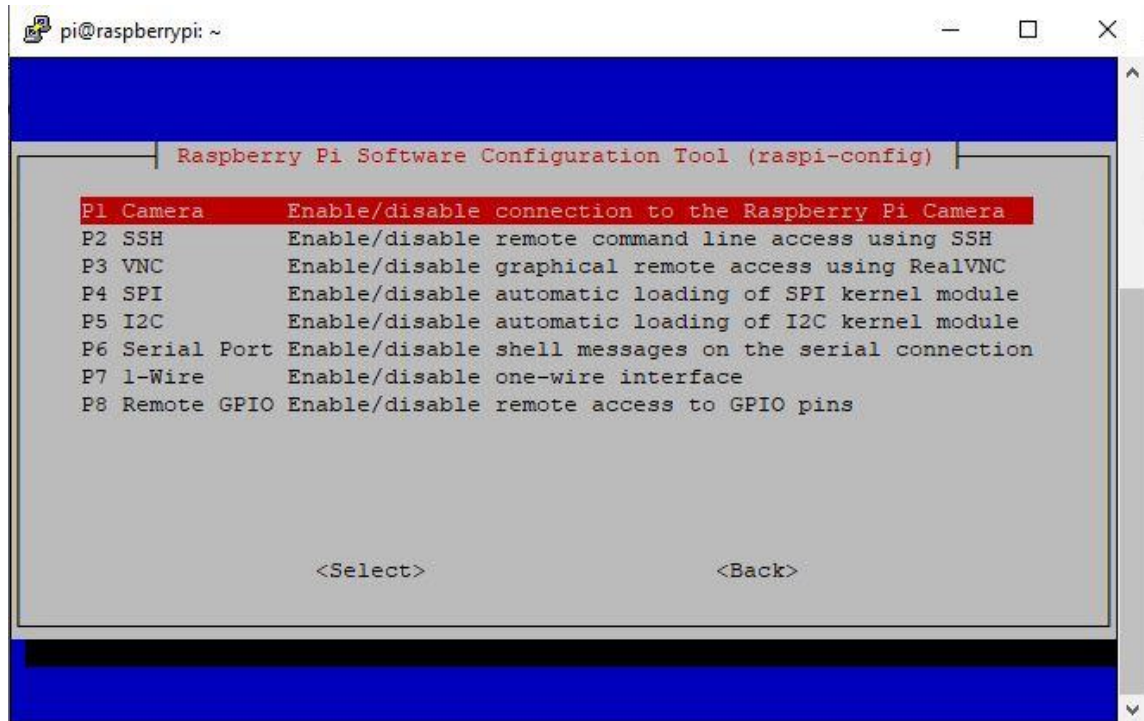 pi@raspberrypi: ~
Raspberry Pi Software Configuration Tool (raspi-config)
P1 Camera Enable/disable connection to the Raspberry Pi Camera
P2 SSH Enable/disable remote command line access using SSH
P3 VNC Enable/disable graphical remote access using RealVNC
P4 SPI Enable/disable automatic loading of SPI kernel module
P5 I2C Enable/disable automatic loading of I2C kernel module
P6 Serial Port Enable/disable shell messages on the serial connection
P7 1-Wire Enable/disable one-wire interface
P8 Remote GPIO Enable/disable remote access to GPIO pins
<Select> <Back>